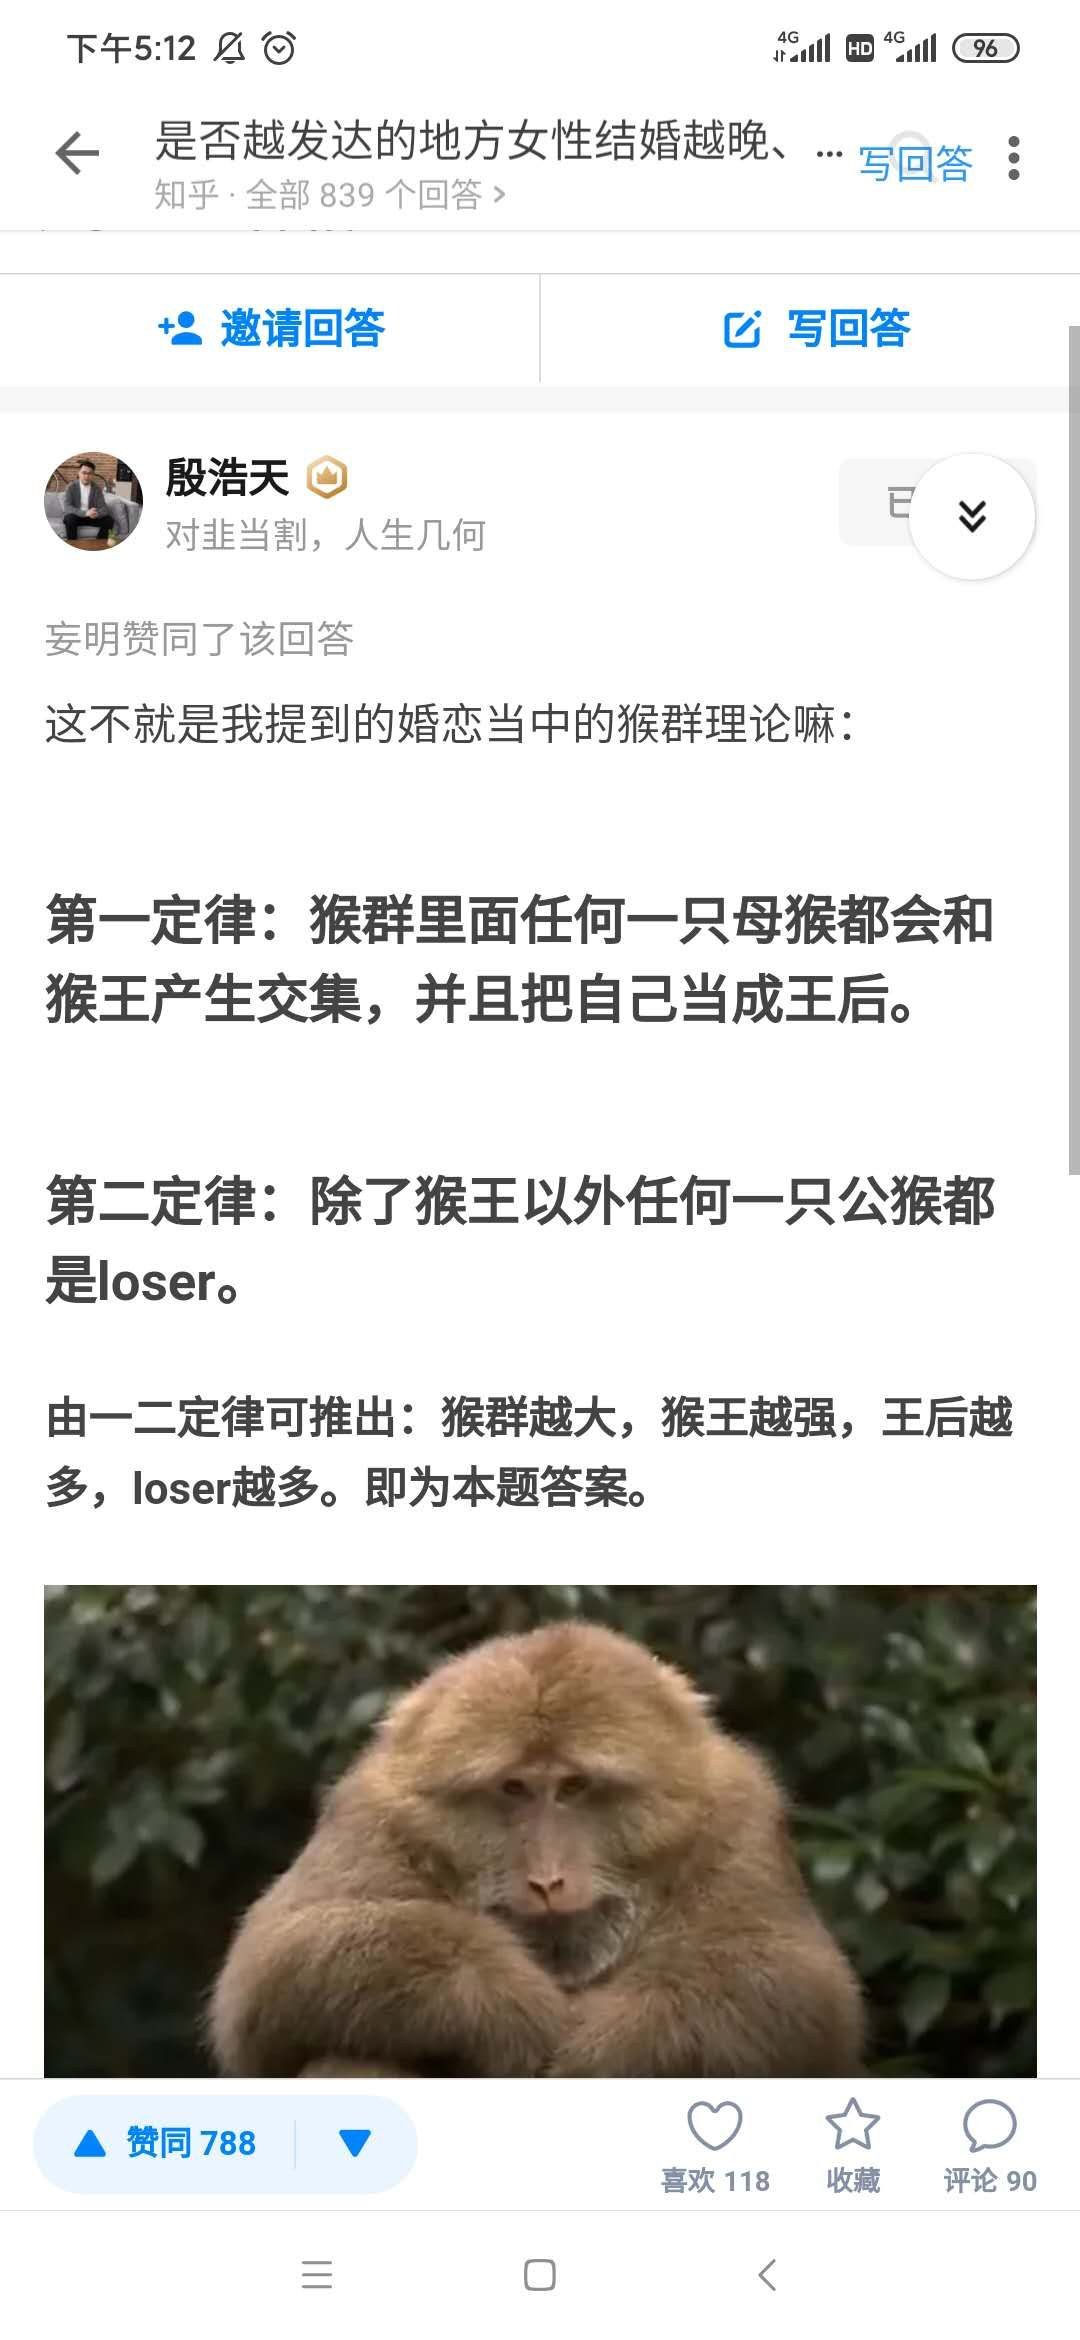 下午5:12
4G HD 4G 96
是否越发达的地方女性结婚越晚、... 写回答
知乎 · 全部 839 个回答 >
邀请回答
写回答
殷浩天
对韭当割，人生几何
妄明赞同了该回答
这不就是我提到的婚恋当中的猴群理论嘛：
第一定律：猴群里面任何一只母猴都会和
猴王产生交集，并且把自己当成王后。
第二定律：除了猴王以外任何一只公猴都
是loser。
由一二定律可推出：猴群越大，猴王越强，王后越
多，loser越多。即为本题答案。
赞同 788
喜欢 118
收藏
评论 90